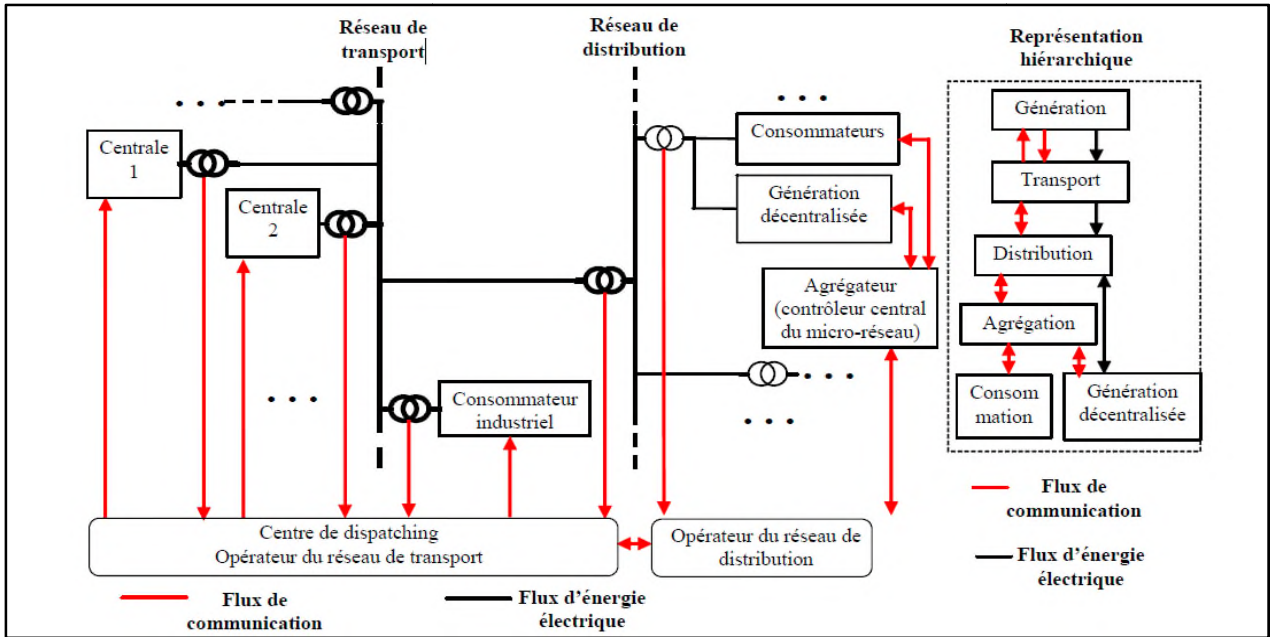 Réseau de
transport
Réseau de
distribution
Représentation
hiérarchique
. . .
. . .
Centrale
1
Centrale
2
Consommateurs
Génération
décentralisée
Agrégateur
(contrôleur central
du micro-réseau)
. . .
Consommateur
industriel
. . .
. . .
Génération
Transport
Distribution
Agrégation
Consom
mation
Génération
décentralisée
Centre de dispatching
Opérateur du réseau de transport
Opérateur du réseau de
distribution
Flux de
communication
Flux d'énergie
électrique
Flux de
communication
Flux d'énergie
électrique